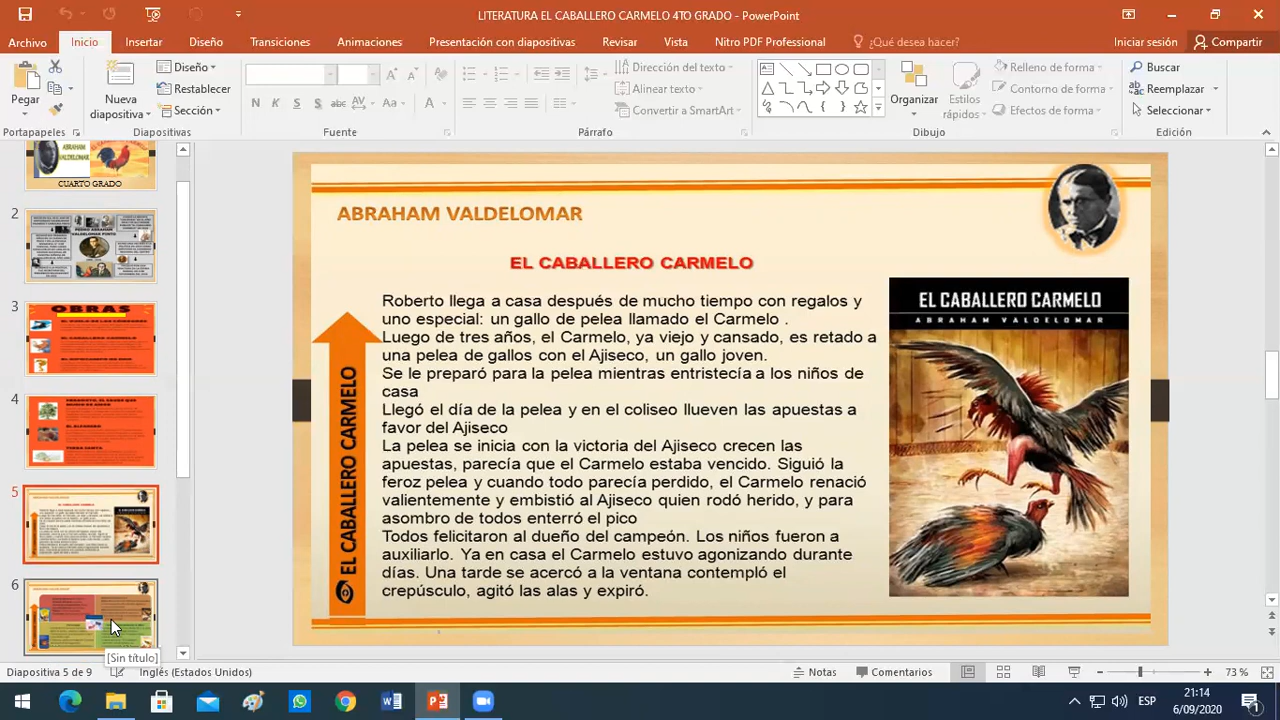 LITERATURA EL CABALLERO CARMELO 4TO GRADO - PowerPoint
Archivo Inicio Insertar Diseño Transiciones Animaciones Presentación con diapositivas Revisar Vista Nitro PDF Professional ¿Qué desea hacer? Iniciar sesión Compartir
Pegar
Nueva diapositiva
Diseño
Restablecer
Sección
N K S S abc AV Aa A
Dirección del texto
Alinear texto
Convertir a SmartArt
Organizar
Estilos rápidos
Relleno de forma
Contorno de forma
Efectos de forma
Buscar
Reemplazar
Seleccionar
Portapapeles Diapositivas Fuente Párrafo Dibujo Edición
ABRAHAM
VALDELOMAR
CUARTO GRADO
2
3
OBRAS
4
5
6
[Sin título]
ABRAHAM VALDELOMAR
EL CABALLERO CARMELO
EL CABALLERO CARMELO
Roberto llega a casa después de mucho tiempo con regalos y
uno especial: un gallo de pelea llamado el Carmelo .
Luego de tres años, el Carmelo, ya viejo y cansado, es retado a
una pelea de gallos con el Ajiseco, un gallo joven.
Se le preparó para la pelea mientras entristecía a los niños de
casa
Llegó el día de la pelea y en el coliseo llueven las apuestas a
favor del Ajiseco
La pelea se inicia con la victoria del Ajiseco crecen las
apuestas, parecía que el Carmelo estaba vencido. Siguió la
feroz pelea y cuando todo parecía perdido, el Carmelo renació
valientemente y embistió al Ajiseco quien rodó herido, y para
asombro de todos enterró el pico
Todos felicitaron al dueño del campeón. Los niños fueron a
auxiliarlo. Ya en casa el Carmelo estuvo agonizando durante
días. Una tarde se acercó a la ventana contempló el
crepúsculo, agitó las alas y expiró.
EL CABALLERO CARMELO
ABRAHAM VALDELOMAR
Diapositiva 5 de 9 Inglés (Estados Unidos) Notas Comentarios 73 %
ESP
21:14
6/09/2020
1